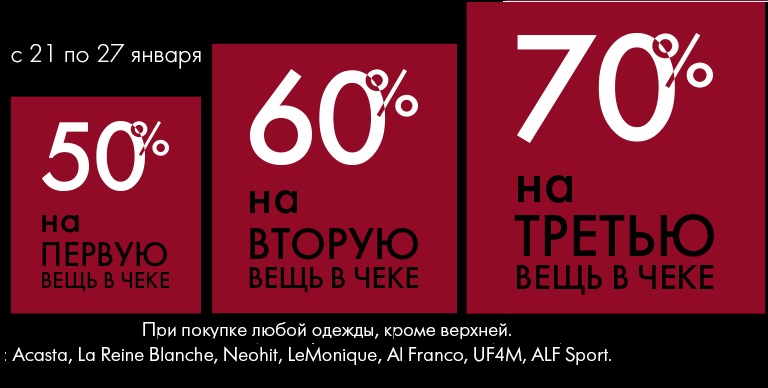 с 21 по 27 января
50%
на
ПЕРВУЮ
ВЕЩЬ В ЧЕКЕ
60%
на
ВТОРУЮ
ВЕЩЬ В ЧЕКЕ
70%
на
ТРЕТЬЮ
ВЕЩЬ В ЧЕКЕ
При покупке любой одежды, кроме верхней.
: Acasta, La Reine Blanche, Neohit, LeMonique, Al Franco, UF4M, ALF Sport.